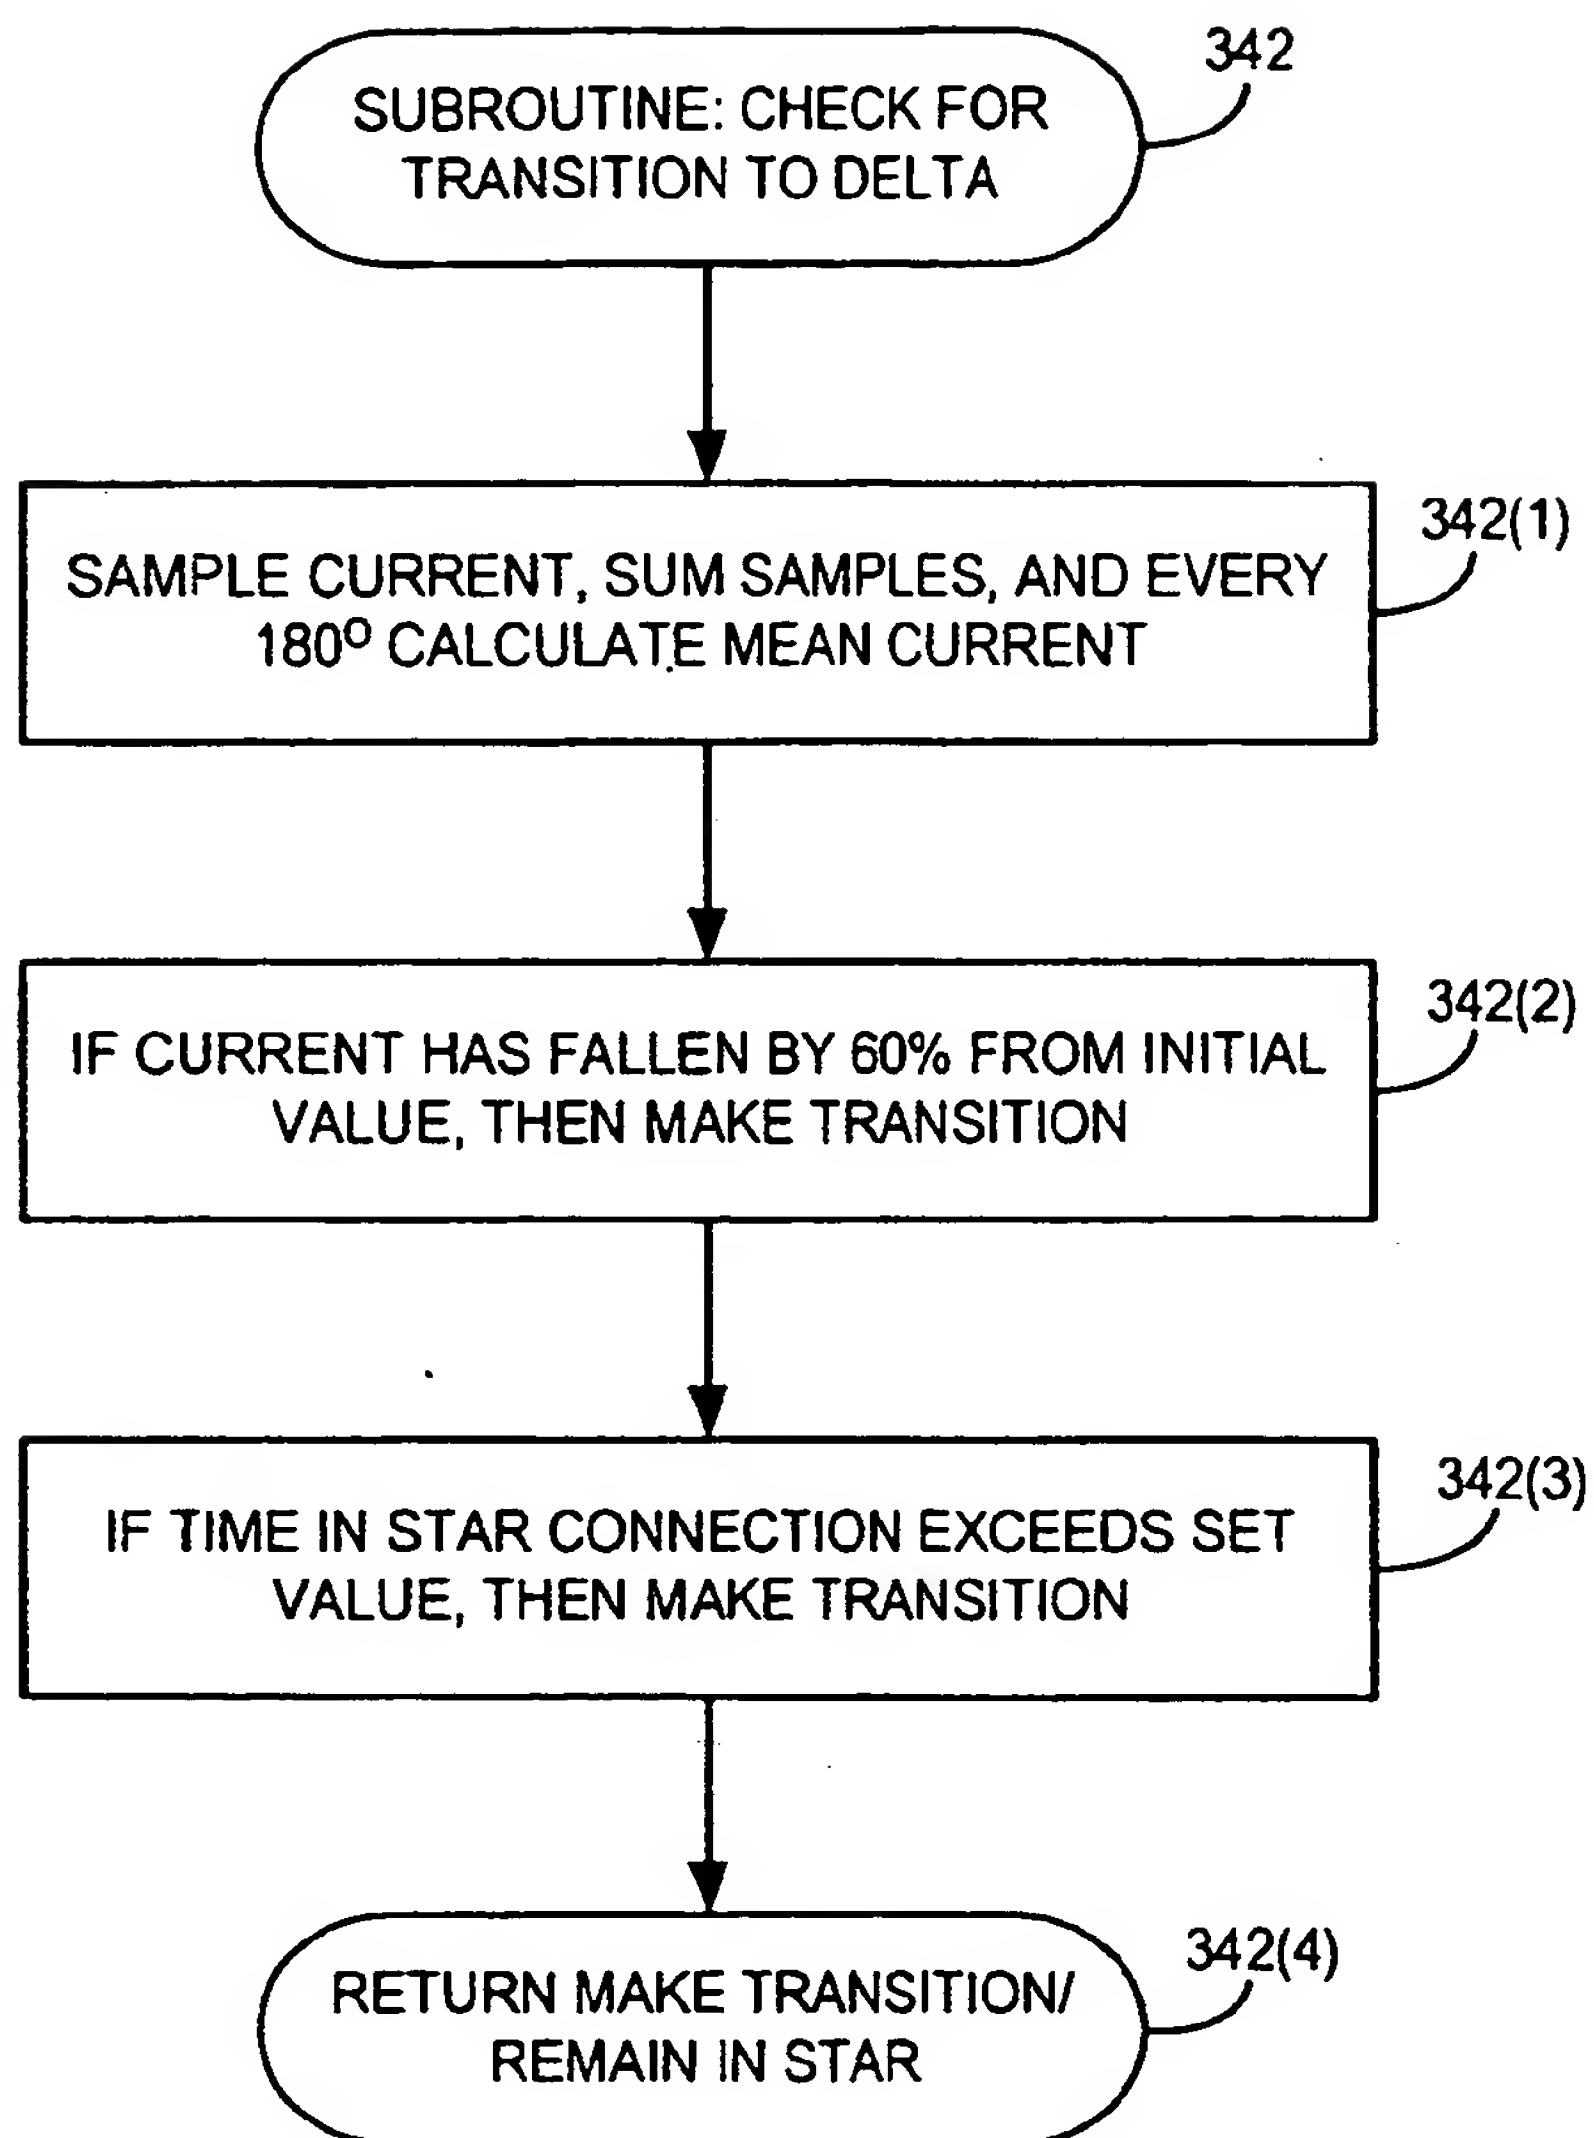 342
SUBROUTINE: CHECK FOR
TRANSITION TO DELTA
342(1)
SAMPLE CURRENT, SUM SAMPLES, AND EVERY
180º CALCULATE MEAN CURRENT
342(2)
IF CURRENT HAS FALLEN BY 60% FROM INITIAL
VALUE, THEN MAKE TRANSITION
342(3)
IF TIME IN STAR CONNECTION EXCEEDS SET
VALUE, THEN MAKE TRANSITION
342(4)
RETURN MAKE TRANSITION/
REMAIN IN STAR